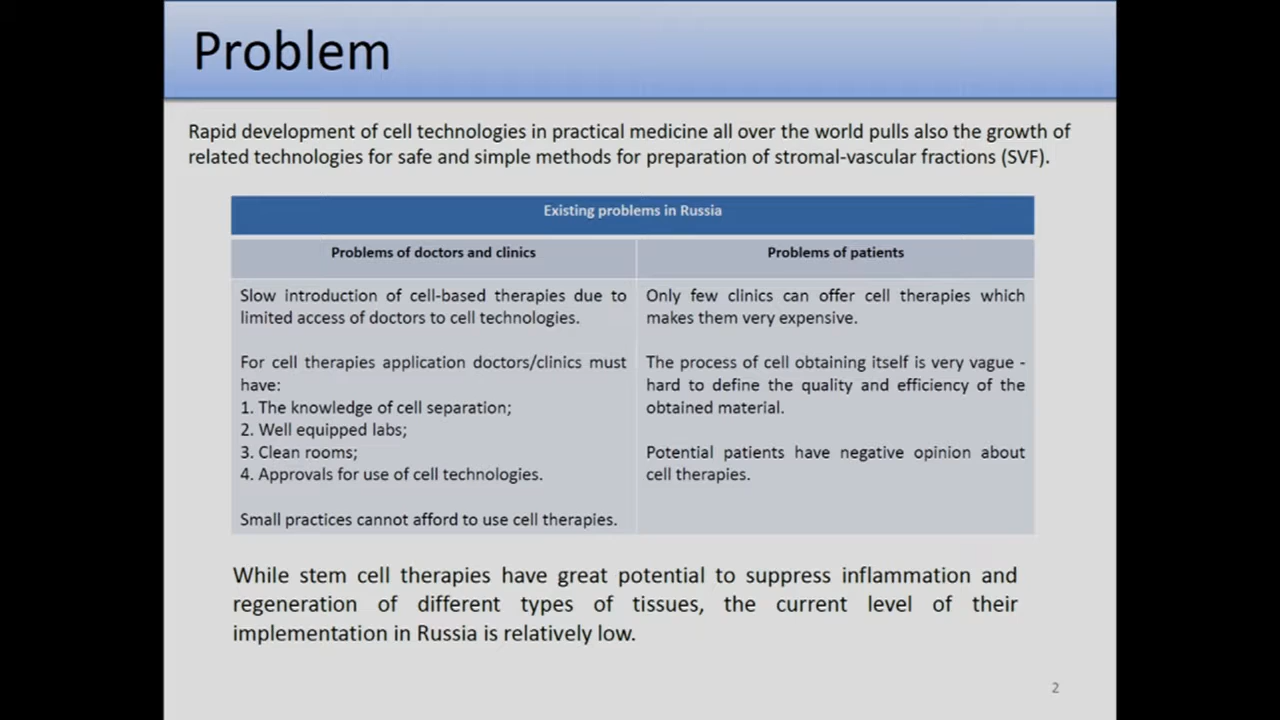 Problem
Rapid development of cell technologies in practical medicine all over the world pulls also the growth of
related technologies for safe and simple methods for preparation of stromal-vascular fractions (SVF).
Existing problems in Russia
Problems of doctors and clinics
Slow introduction of cell-based therapies due to
limited access of doctors to cell technologies.
For cell therapies application doctors/clinics must
have:
1. The knowledge of cell separation;
2. Well equipped labs;
3. Clean rooms;
4. Approvals for use of cell technologies.
Small practices cannot afford to use cell therapies.
Problems of patients
Only few clinics can offer cell therapies which
makes them very expensive.
The process of cell obtaining itself is very vague -
hard to define the quality and efficiency of the
obtained material.
Potential patients have negative opinion about
cell therapies.
While stem cell therapies have great potential to suppress inflammation and
regeneration of different types of tissues, the current level of their
implementation in Russia is relatively low.
2